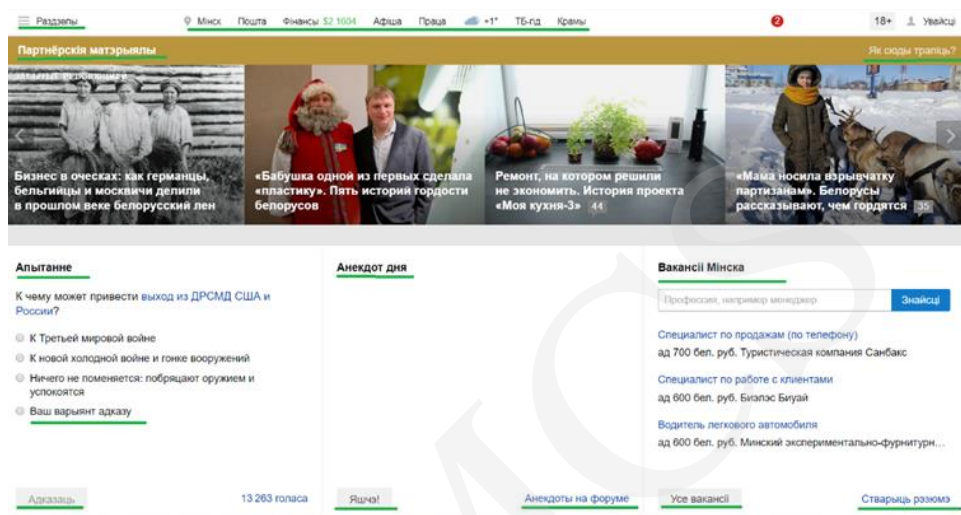 Раздзелы
Мінск Пошта Фінансы $2.1604 Афіша Праца +1° ТБ-гід Крамы
2
18+ Увайсці
Партнёрскія матэрыялы
Як сюды трапіць?
Бизнес в оческах: как германцы,
бельгийцы и москвичи делили
в прошлом веке белорусский лен
«Бабушка одной из первых сделала
«пластику». Пять историй гордости
белорусов
Ремонт, на котором решили
не экономить. История проекта
«Моя кухня-3» 44
«Мама носила взрывчатку
партизанам». Белорусы
рассказывают, чем гордятся 35
Апытанне
К чему может привести выход из ДРСМД США и
России?
К Третьей мировой войне
К новой холодной войне и гонке вооружений
Ничего не поменяется: побряцают оружием и
успокоятся
Ваш варыянт адказу
Адказаць
13 263 голаса
Анекдот дня
Яшчэ!
Анекдоты на форуме
Вакансіі Мінска
Профессия, например менеджер
Знайсці
Специалист по продажам (по телефону)
ад 700 бел. руб. Туристическая компания Санбакс
Специалист по работе с клиентами
ад 600 бел. руб. Биэлэс Биуай
Водитель легкового автомобиля
ад 600 бел. руб. Минский экспериментально-фурнитурн...
Усе вакансіі
Стварыць рэзюмэ
MCS